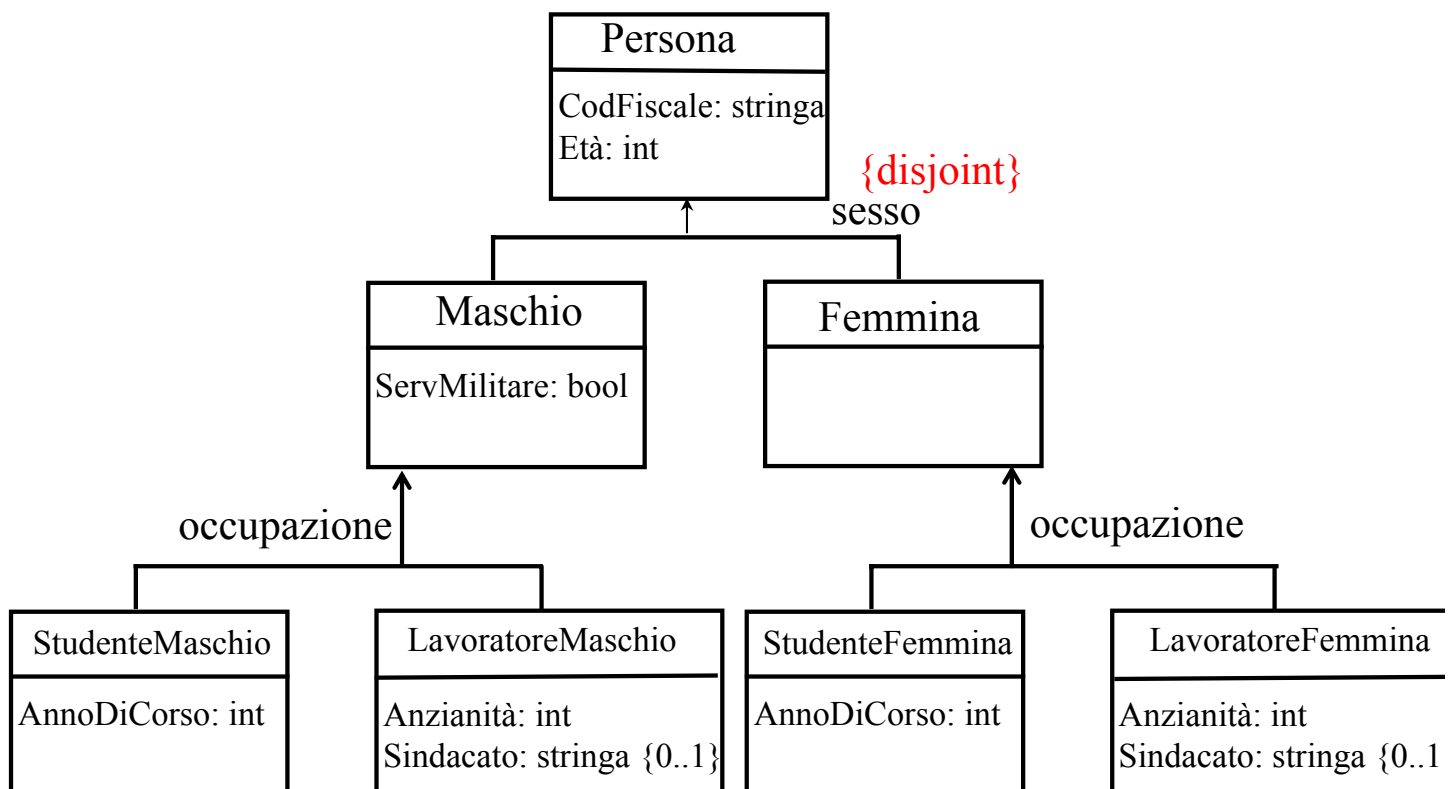 Persona
CodFiscale: stringa
Età: int
{disjoint}
sesso
Maschio
ServMilitare: bool
Femmina
occupazione
occupazione
StudenteMaschio
AnnoDiCorso: int
LavoratoreMaschio
Anzianità: int
Sindacato: stringa {0..1}
StudenteFemmina
AnnoDiCorso: int
LavoratoreFemmina
Anzianità: int
Sindacato: stringa {0..1